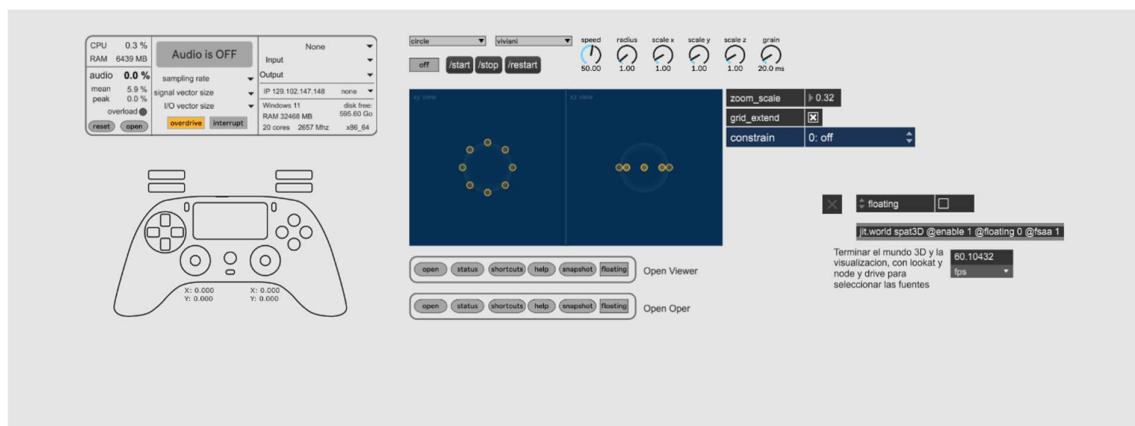 CPU 0.3 %
RAM 6439 MB
audio 0.0 %
mean 5.9 %
peak 0.0 %
overload
reset open
Audio is OFF
sampling rate
signal vector size
I/O vector size
overdrive interrupt
None
Input
Output
IP 129.102.147.148 none
Windows 11 disk free:
RAM 32468 MB 595.60 Go
20 cores 2657 Mhz x86_64
circle viviani
off /start /stop /restart
speed radius scale x scale y scale z grain
50.00 1.00 1.00 1.00 1.00 20.0 ms
xy view xz view
zoom_scale 0.32
grid_extend
constrain 0: off
X: 0.000 X: 0.000
Y: 0.000 Y: 0.000
open status shortcuts help snapshot floating Open Viewer
open status shortcuts help snapshot floating Open Oper
floating
jit.world spat3D @enable 1 @floating 0 @fsaa 1
Terminar el mundo 3D y la
visualizacion, con lookat y
node y drive para
seleccionar las fuentes
60.10432
fps